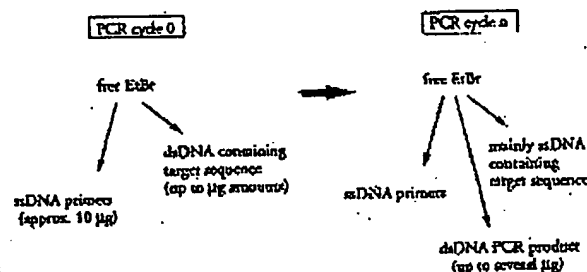 PCR cycle 0
free EtBr
dsDNA containing
target sequence
(up to µg amounts)
ssDNA primers
(approx. 10 µg)
PCR cycle n
free EtBr
mainly ssDNA
containing
target sequence
ssDNA primers
dsDNA PCR product
(up to several µg)